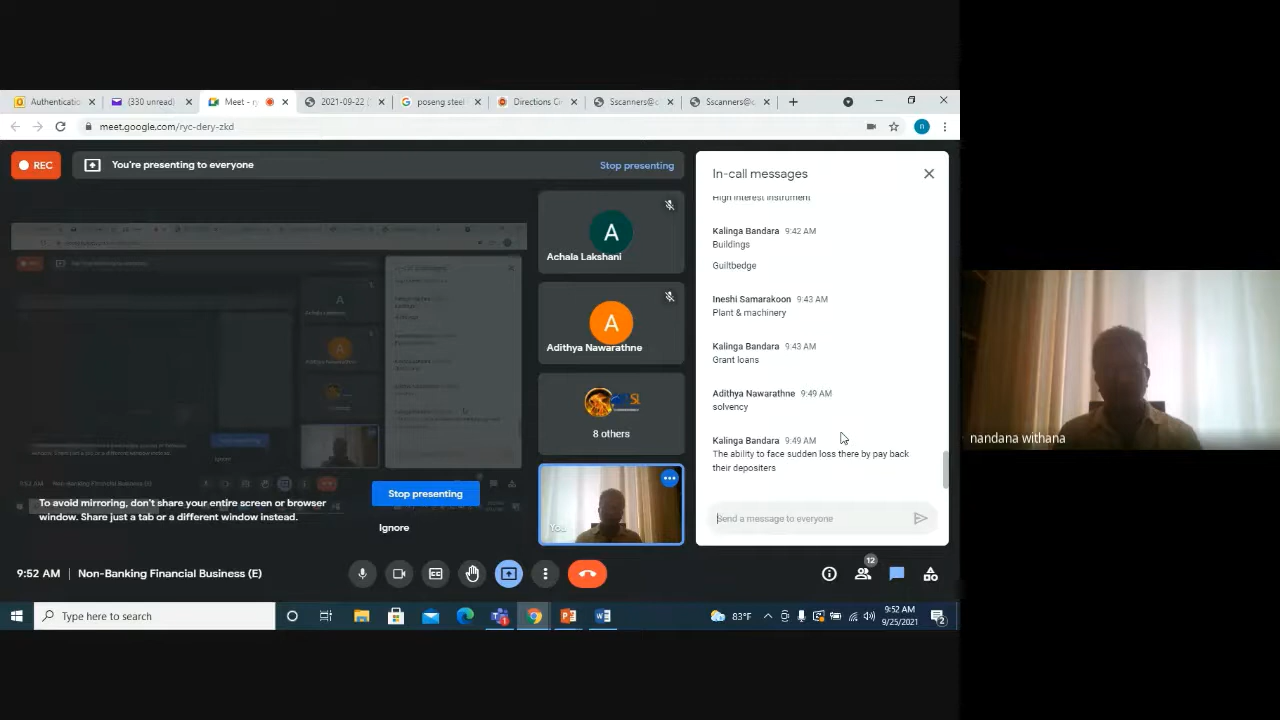 Authenticatio
(330 unread)
Meet - ry
2021-09-22
poseng steel
Directions C
Sscanners@c
Sscanners@c
meet.google.com/ryc-dery-zkd
REC
You're presenting to everyone
Stop presenting
In-call messages
High interest instrument
Kalinga Bandara 9:42 AM
Buildings
Guiltbedge
Ineshi Samarakoon 9:43 AM
Plant & machinery
Kalinga Bandara 9:43 AM
Grant loans
Adithya Nawarathne 9:49 AM
solvency
Kalinga Bandara 9:49 AM
The ability to face sudden loss there by pay back
their depositers
Send a message to everyone
A
Achala Lakshani
A
Adithya Nawarathne
8 others
You
To avoid mirroring, don't share your entire screen or browser
window. Share just a tab or a different window instead.
Stop presenting
Ignore
9:52 AM | Non-Banking Financial Business (E)
12
Type here to search
83°F
9:52 AM
9/25/2021
2
nandana withana